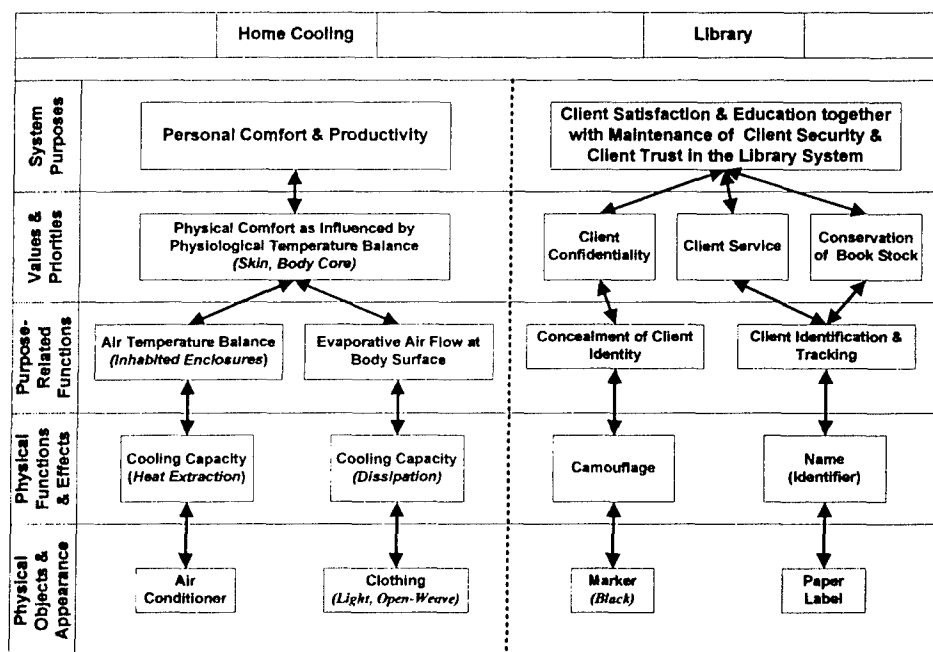 Home Cooling
Library
System
Purposes
Personal Comfort & Productivity
Client Satisfaction & Education together
with Maintenance of Client Security &
Client Trust in the Library System
Values &
Priorities
Physical Comfort as Influenced by
Physiological Temperature Balance
(Skin, Body Core)
Client
Confidentiality
Client Service
Conservation
of Book Stock
Purpose-
Related
Functions
Air Temperature Balance
(Inhabited Enclosures)
Evaporative Air Flow at
Body Surface
Concealment of Client
Identity
Client Identification &
Tracking
Physical
Functions
& Effects
Cooling Capacity
(Heat Extraction)
Cooling Capacity
(Dissipation)
Camouflage
Name
(Identifier)
Physical
Objects &
Appearance
Air
Conditioner
Clothing
(Light, Open-Weave)
Marker
(Black)
Paper
Label